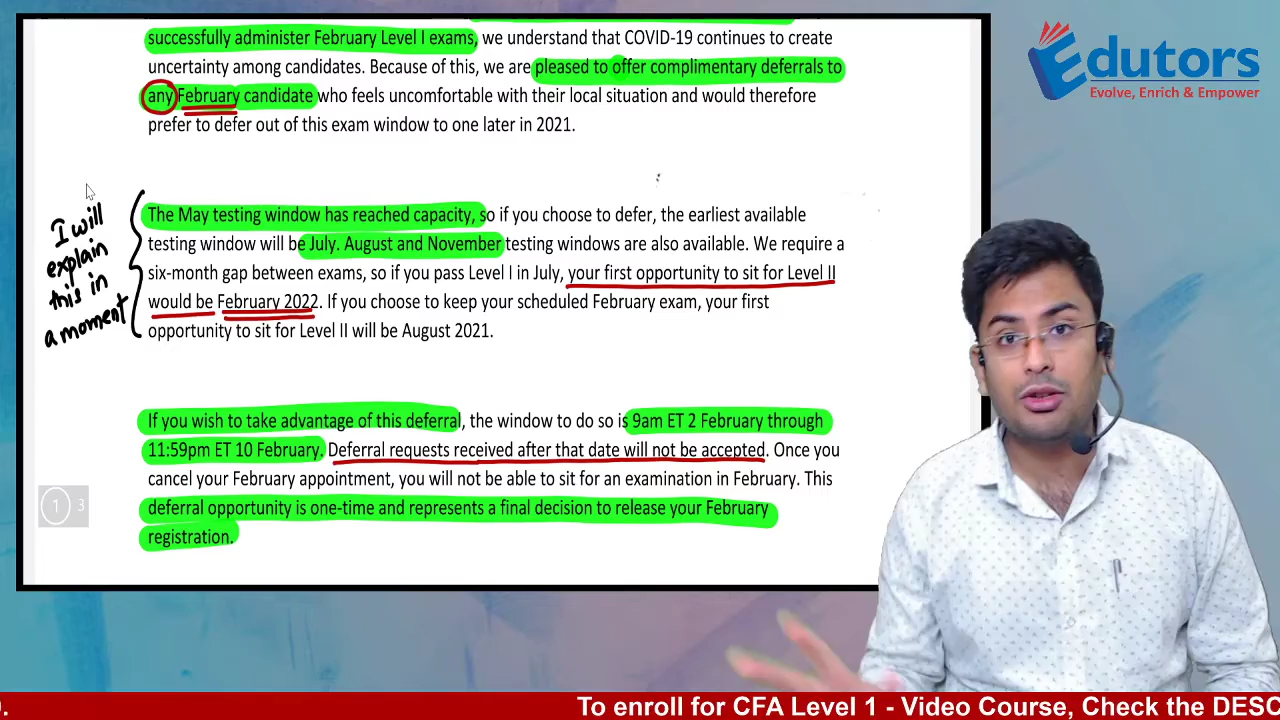 successfully administer February Level I exams, we understand that COVID-19 continues to create
uncertainty among candidates. Because of this, we are pleased to offer complimentary deferrals to
any February candidate who feels uncomfortable with their local situation and would therefore
prefer to defer out of this exam window to one later in 2021.
Edutors
Evolve, Enrich & Empower
I will
explain
this in
a moment
The May testing window has reached capacity, so if you choose to defer, the earliest available
testing window will be July. August and November testing windows are also available. We require a
six-month gap between exams, so if you pass Level I in July, your first opportunity to sit for Level II
would be February 2022. If you choose to keep your scheduled February exam, your first
opportunity to sit for Level II will be August 2021.
If you wish to take advantage of this deferral, the window to do so is 9am ET 2 February through
11:59pm ET 10 February. Deferral requests received after that date will not be accepted. Once you
cancel your February appointment, you will not be able to sit for an examination in February. This
deferral opportunity is one-time and represents a final decision to release your February
registration.
1 3
To enroll for CFA Level 1 - Video Course, Check the DESC